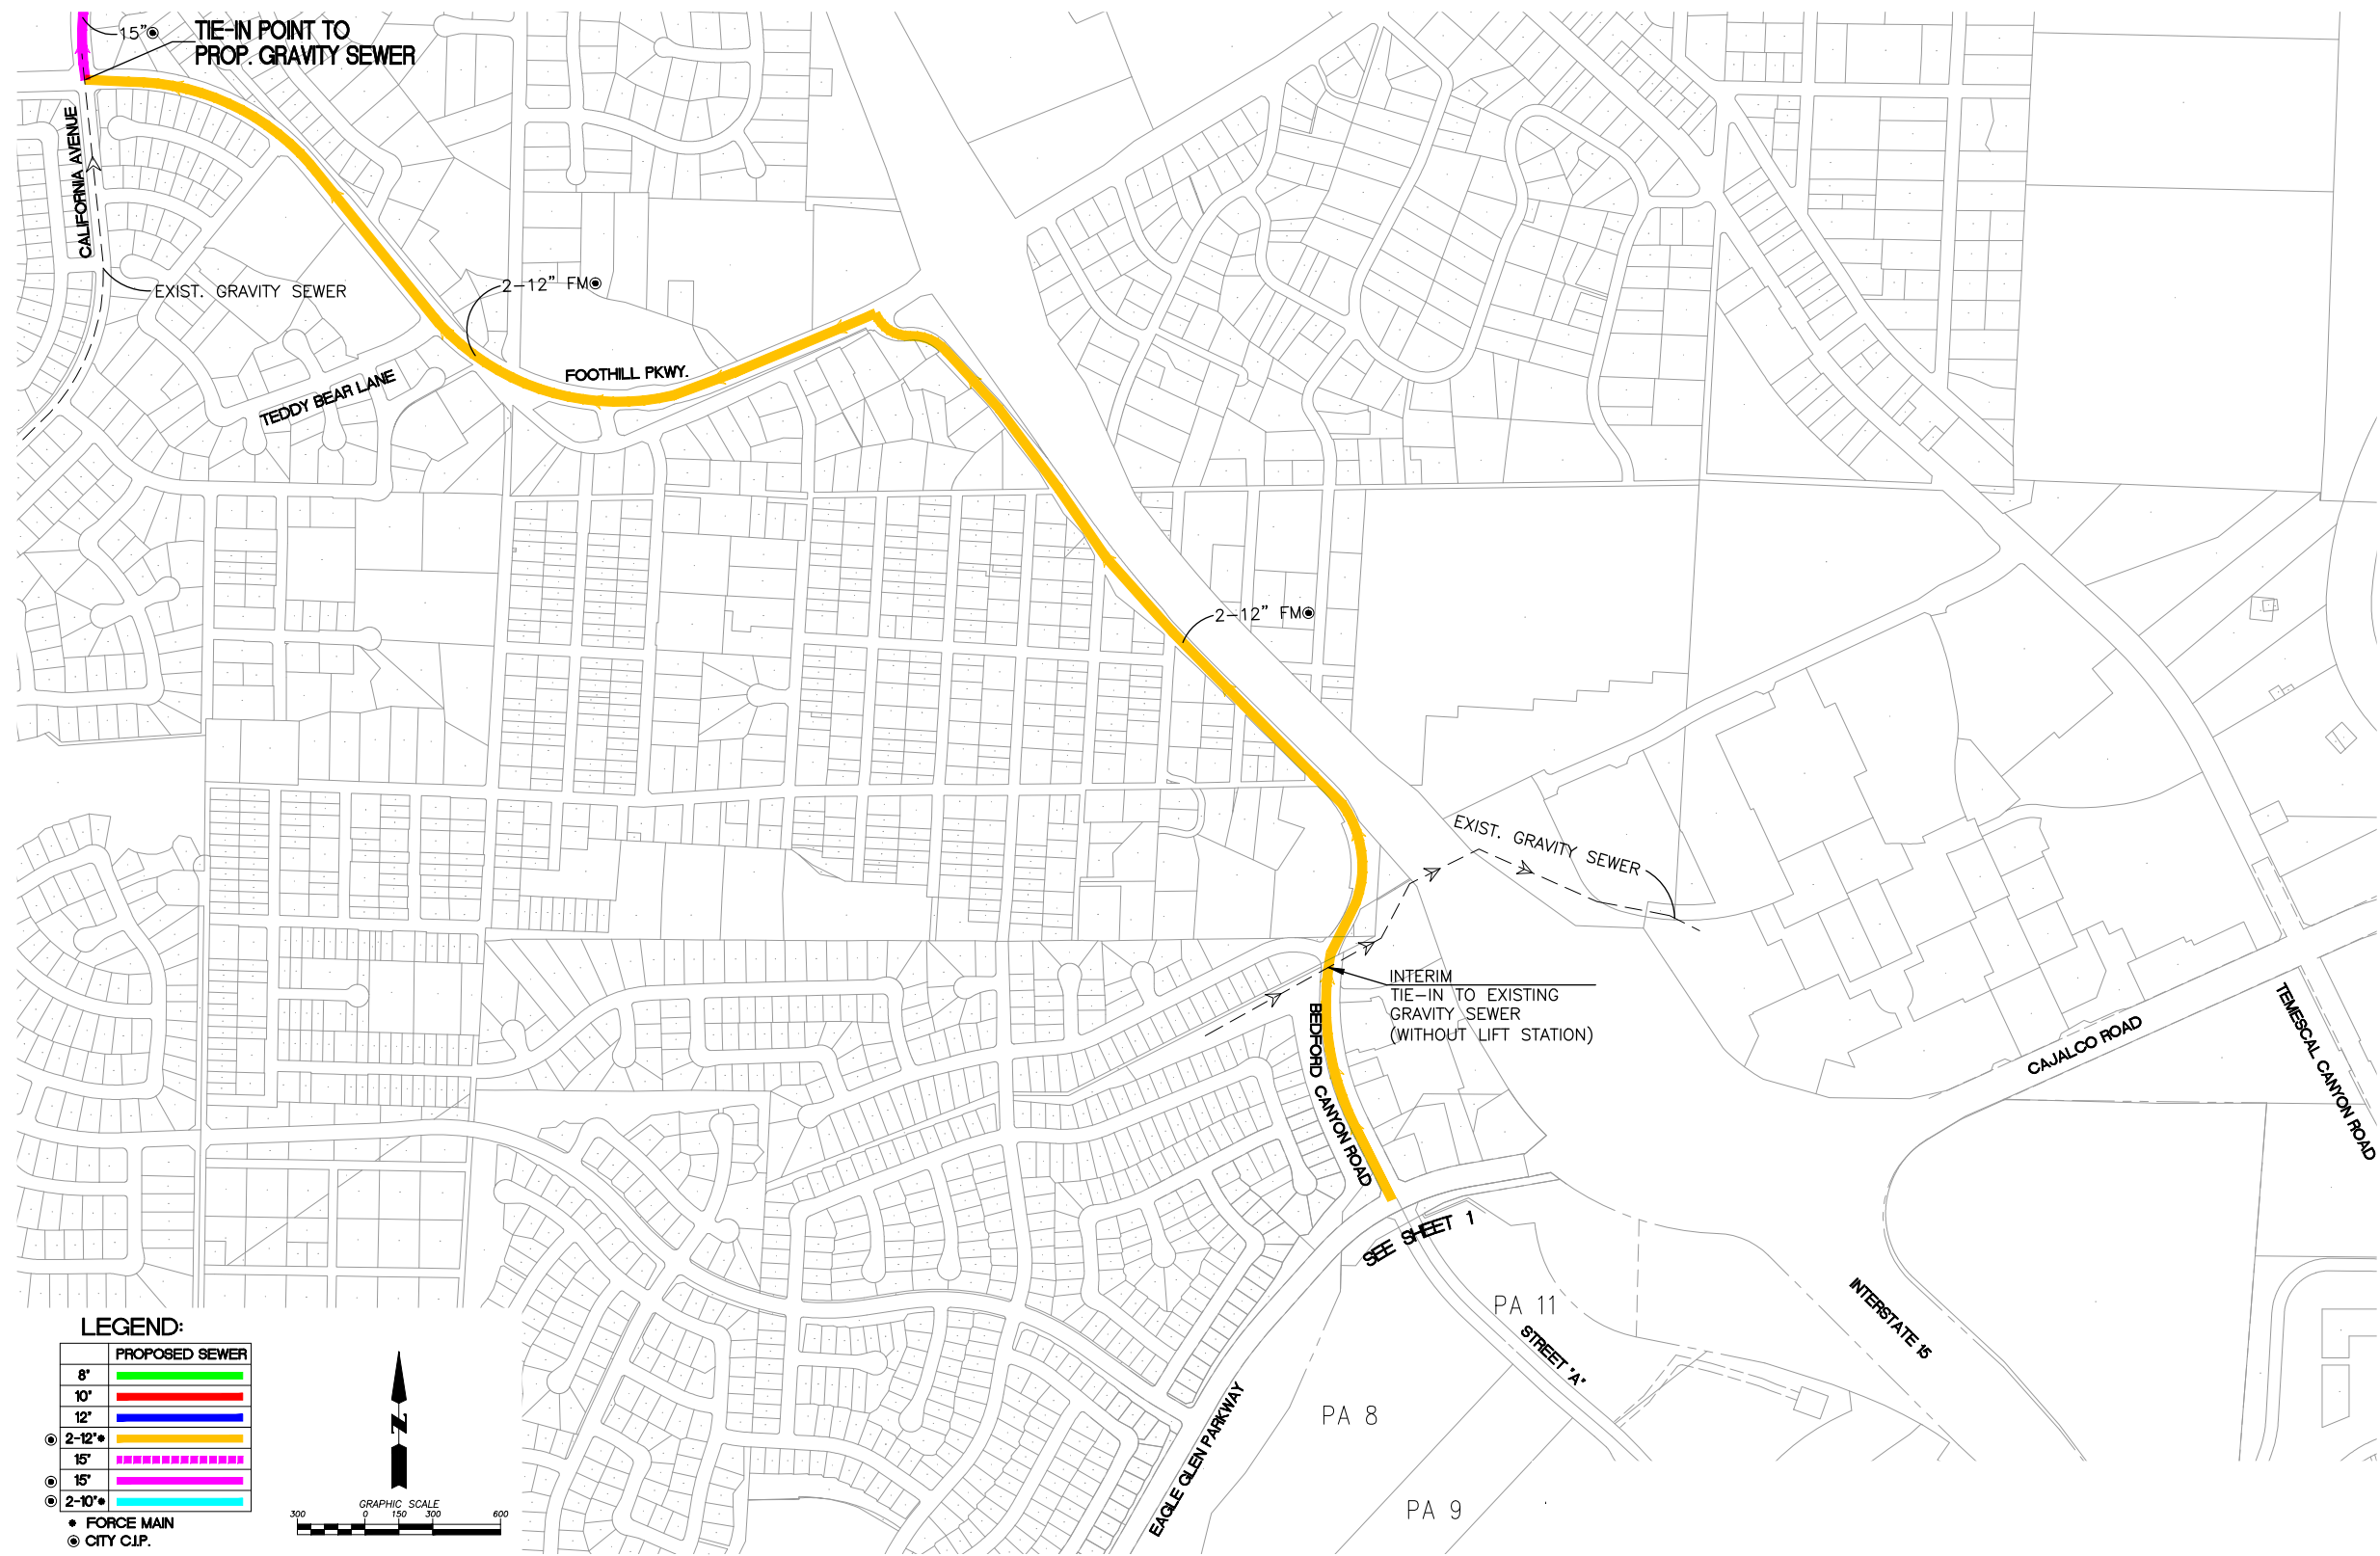 15"◉
TIE-IN POINT TO
PROP. GRAVITY SEWER
CALIFORNIA AVENUE
EXIST. GRAVITY SEWER
2-12" FM◉
FOOTHILL PKWY.
TEDDY BEAR LANE
2-12" FM◉
EXIST. GRAVITY SEWER
INTERIM
TIE-IN TO EXISTING
GRAVITY SEWER
(WITHOUT LIFT STATION)
BEDFORD CANYON ROAD
CAJALCO ROAD
TEMESCAL CANYON ROAD
SEE SHEET 1
PA 11
INTERSTATE 15
STREET "A"
PA 8
EAGLE GLEN PARKWAY
PA 9
LEGEND:
PROPOSED SEWER
8"
10"
12"
◉ 2-12"*
15"
◉ 15"
◉ 2-10"*
* FORCE MAIN
◉ CITY C.I.P.
N
GRAPHIC SCALE
300 0 150 300 600